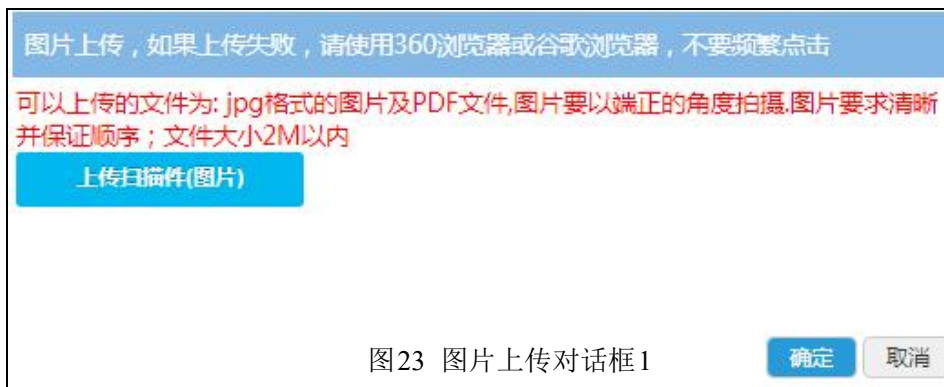 图片上传，如果上传失败，请使用360浏览器或谷歌浏览器，不要频繁点击
可以上传的文件为: jpg格式的图片及PDF文件,图片要以端正的角度拍摄.图片要求清晰
并保证顺序；文件大小2M以内
上传扫描件(图片)
图23 图片上传对话框1
确定
取消